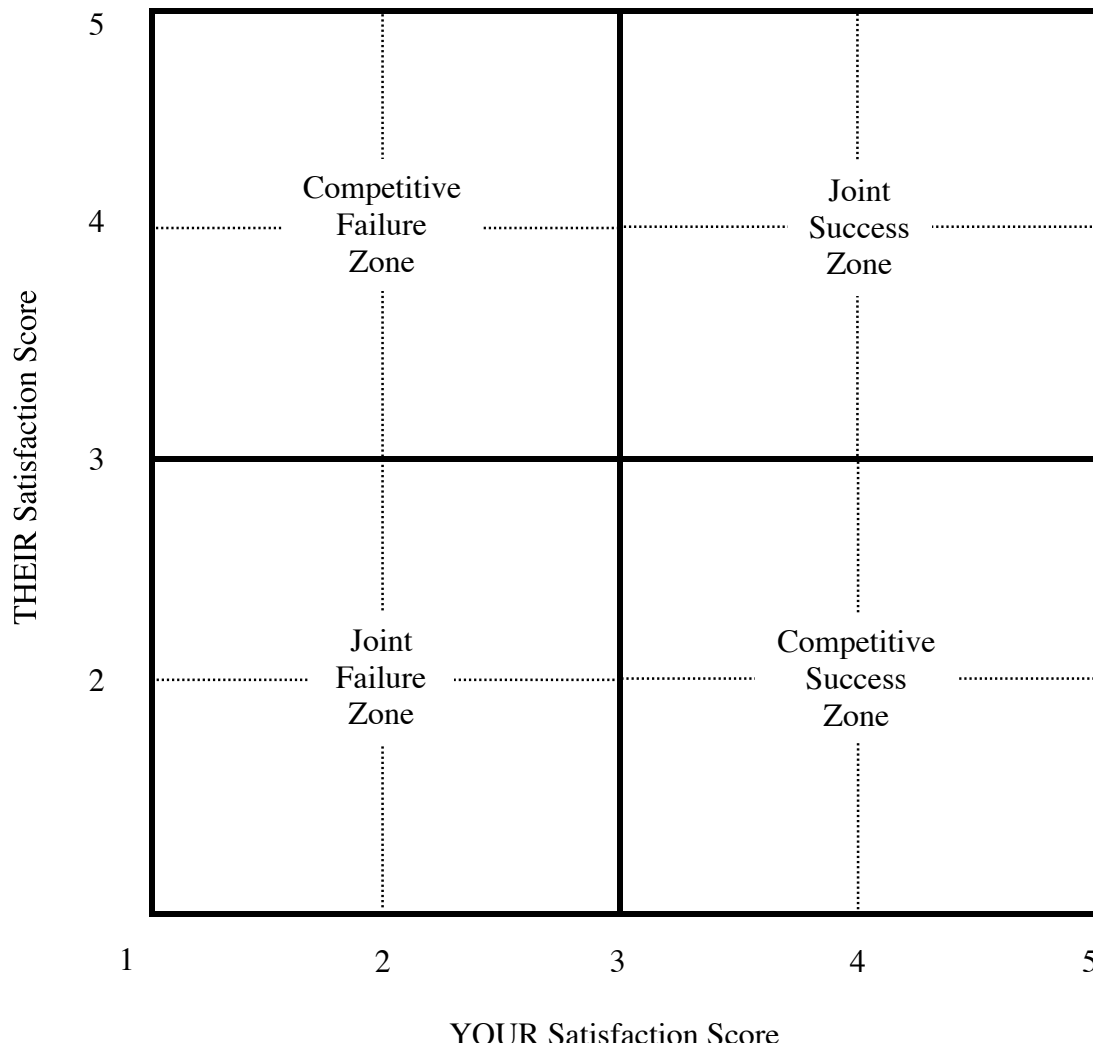 5
Competitive
Failure
Zone
Joint
Success
Zone
4
THEIR Satisfaction Score
3
Joint
Failure
Zone
Competitive
Success
Zone
2
1 2 3 4 5
YOUR Satisfaction Score